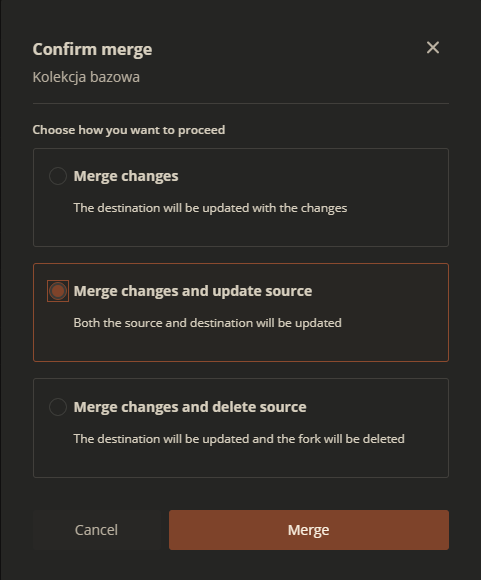 Confirm merge
Kolekcja bazowa
Choose how you want to proceed
Merge changes
The destination will be updated with the changes
Merge changes and update source
Both the source and destination will be updated
Merge changes and delete source
The destination will be updated and the fork will be deleted
Cancel
Merge